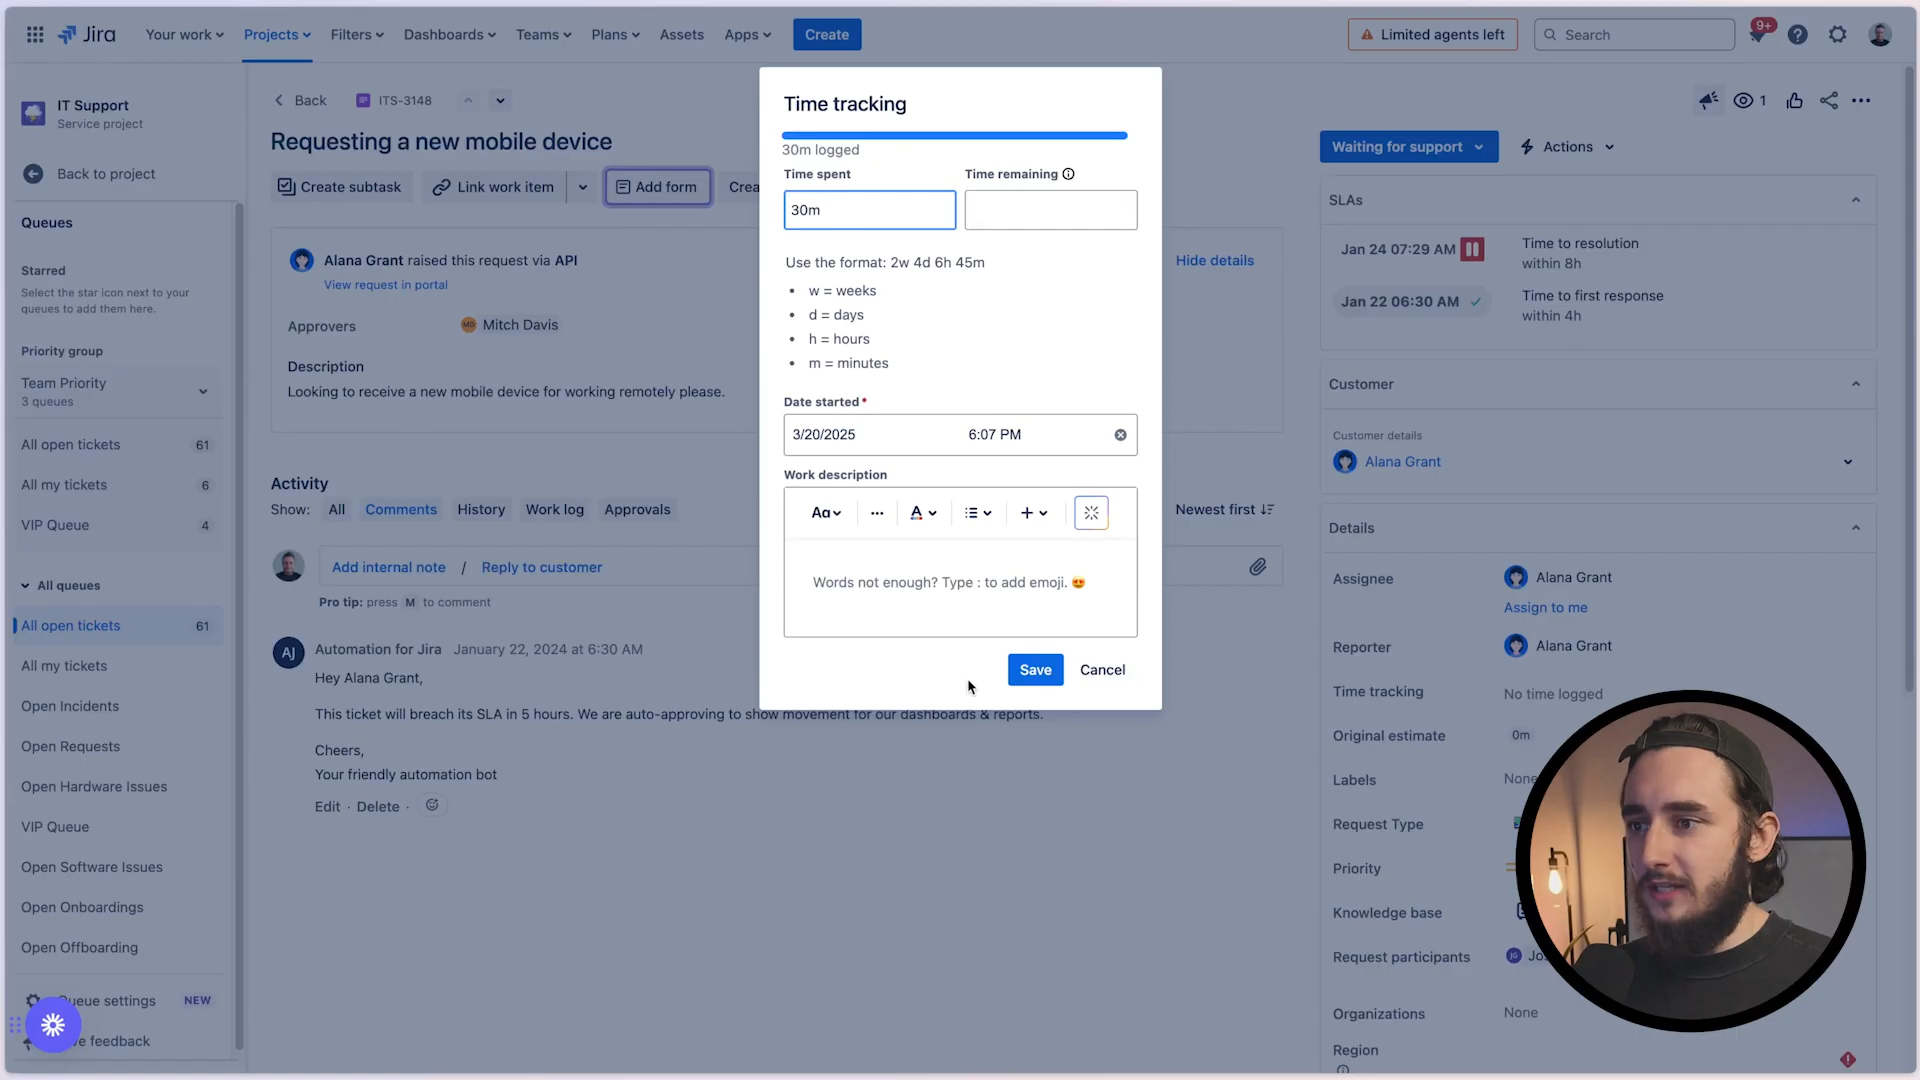 Jira
Your work
Projects
Filters
Dashboards
Teams
Plans
Assets
Apps
Create
Limited agents left
Search
9+
IT Support
Service project
Back to project
Queues
Starred
Select the star icon next to your
queues to add them here.
Priority group
Team Priority
3 queues
All open tickets 61
All my tickets 6
VIP Queue 4
All queues
All open tickets 61
All my tickets
Open Incidents
Open Requests
Open Hardware Issues
VIP Queue
Open Software Issues
Open Onboardings
Open Offboarding
Queue settings NEW
feedback
Back
ITS-3148
Requesting a new mobile device
Create subtask
Link work item
Add form
Alana Grant raised this request via API
Hide details
View request in portal
Approvers
MD Mitch Davis
Description
Looking to receive a new mobile device for working remotely please.
Activity
Show: All Comments History Work log Approvals
Newest first
Add internal note / Reply to customer
Pro tip: press M to comment
AJ
Automation for Jira January 22, 2024 at 6:30 AM
Hey Alana Grant,
This ticket will breach its SLA in 5 hours. We are auto-approving to show movement for our dashboards & reports.
Cheers,
Your friendly automation bot
Edit · Delete ·
Time tracking
30m logged
Time spent
Time remaining
30m
Use the format: 2w 4d 6h 45m
• w = weeks
• d = days
• h = hours
• m = minutes
Date started *
3/20/2025 6:07 PM
Work description
Aa
A
Words not enough? Type : to add emoji. 😍
Save
Cancel
1
Waiting for support
Actions
SLAs
Jan 24 07:29 AM
Time to resolution
within 8h
Jan 22 06:30 AM
Time to first response
within 4h
Customer
Customer details
Alana Grant
Details
Assignee
Alana Grant
Assign to me
Reporter
Alana Grant
Time tracking
No time logged
Original estimate
0m
Labels
None
Request Type
Priority
Knowledge base
Request participants
JG
Organizations
None
Region